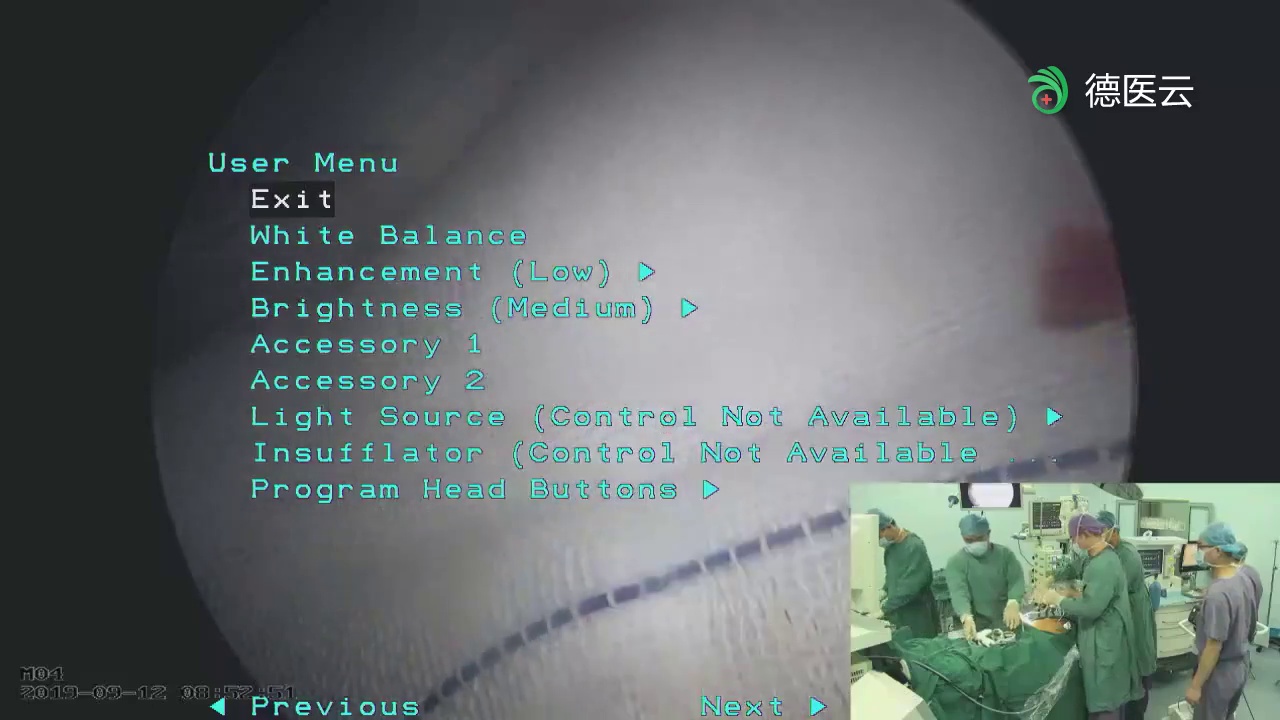 德医云
User Menu
Exit
White Balance
Enhancement (Low) ▶
Brightness (Medium) ▶
Accessory 1
Accessory 2
Light Source (Control Not Available) ▶
Insufflator (Control Not Available ...
Program Head Buttons ▶
M04
2019-09-12 08:52:51
◀ Previous
Next ▶